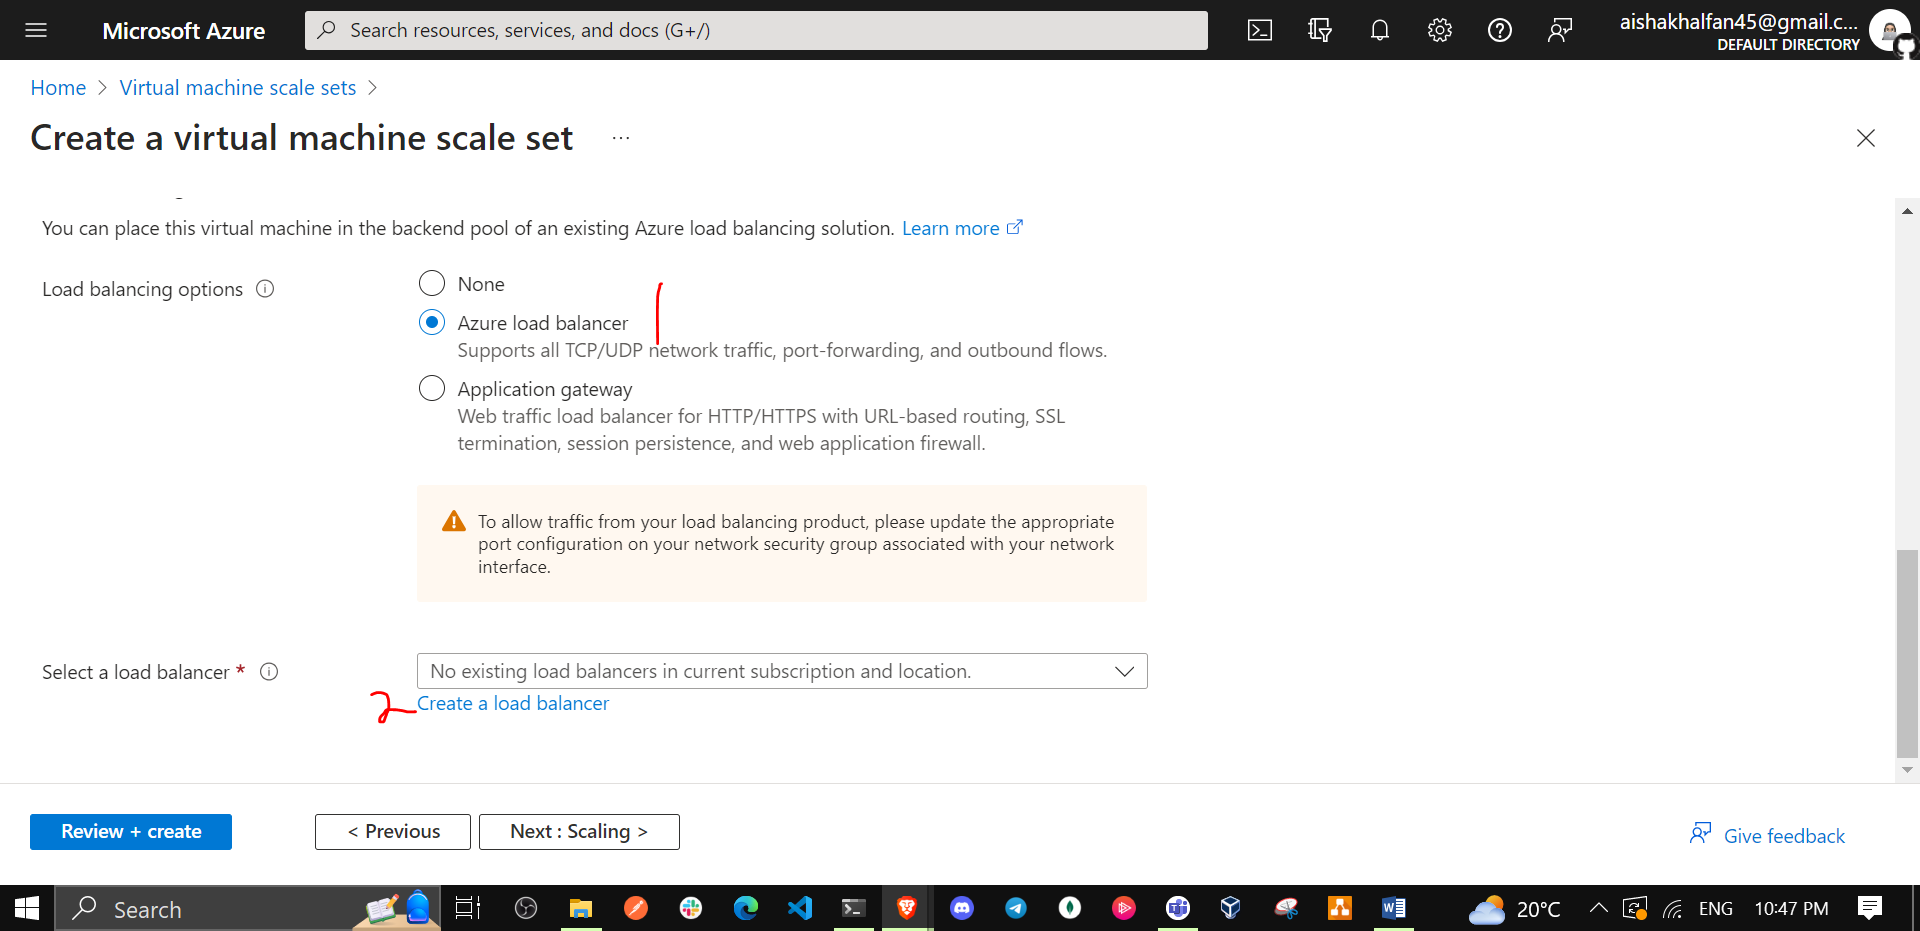 Microsoft Azure
Search resources, services, and docs (G+/)
aishakhalfan45@gmail.c...
DEFAULT DIRECTORY
Home > Virtual machine scale sets >
Create a virtual machine scale set ...
You can place this virtual machine in the backend pool of an existing Azure load balancing solution. Learn more
Load balancing options
None
1
Azure load balancer
Supports all TCP/UDP network traffic, port-forwarding, and outbound flows.
Application gateway
Web traffic load balancer for HTTP/HTTPS with URL-based routing, SSL
termination, session persistence, and web application firewall.
To allow traffic from your load balancing product, please update the appropriate
port configuration on your network security group associated with your network
interface.
Select a load balancer *
No existing load balancers in current subscription and location.
2
Create a load balancer
Review + create
< Previous
Next : Scaling >
Give feedback
Search
20°C
ENG
10:47 PM